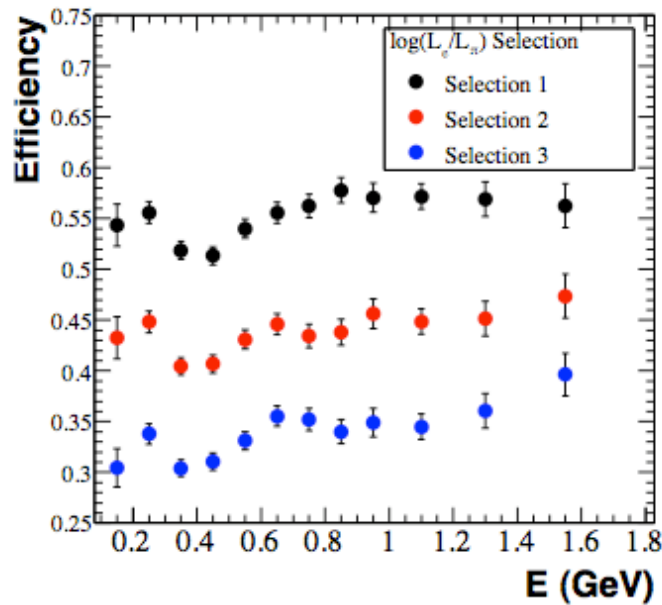 0.75
0.7
0.65
0.6
0.55
0.5
0.45
0.4
0.35
0.3
0.25
Efficiency
log(L_e/L_π) Selection
Selection 1
Selection 2
Selection 3
0.2 0.4 0.6 0.8 1 1.2 1.4 1.6 1.8
E (GeV)